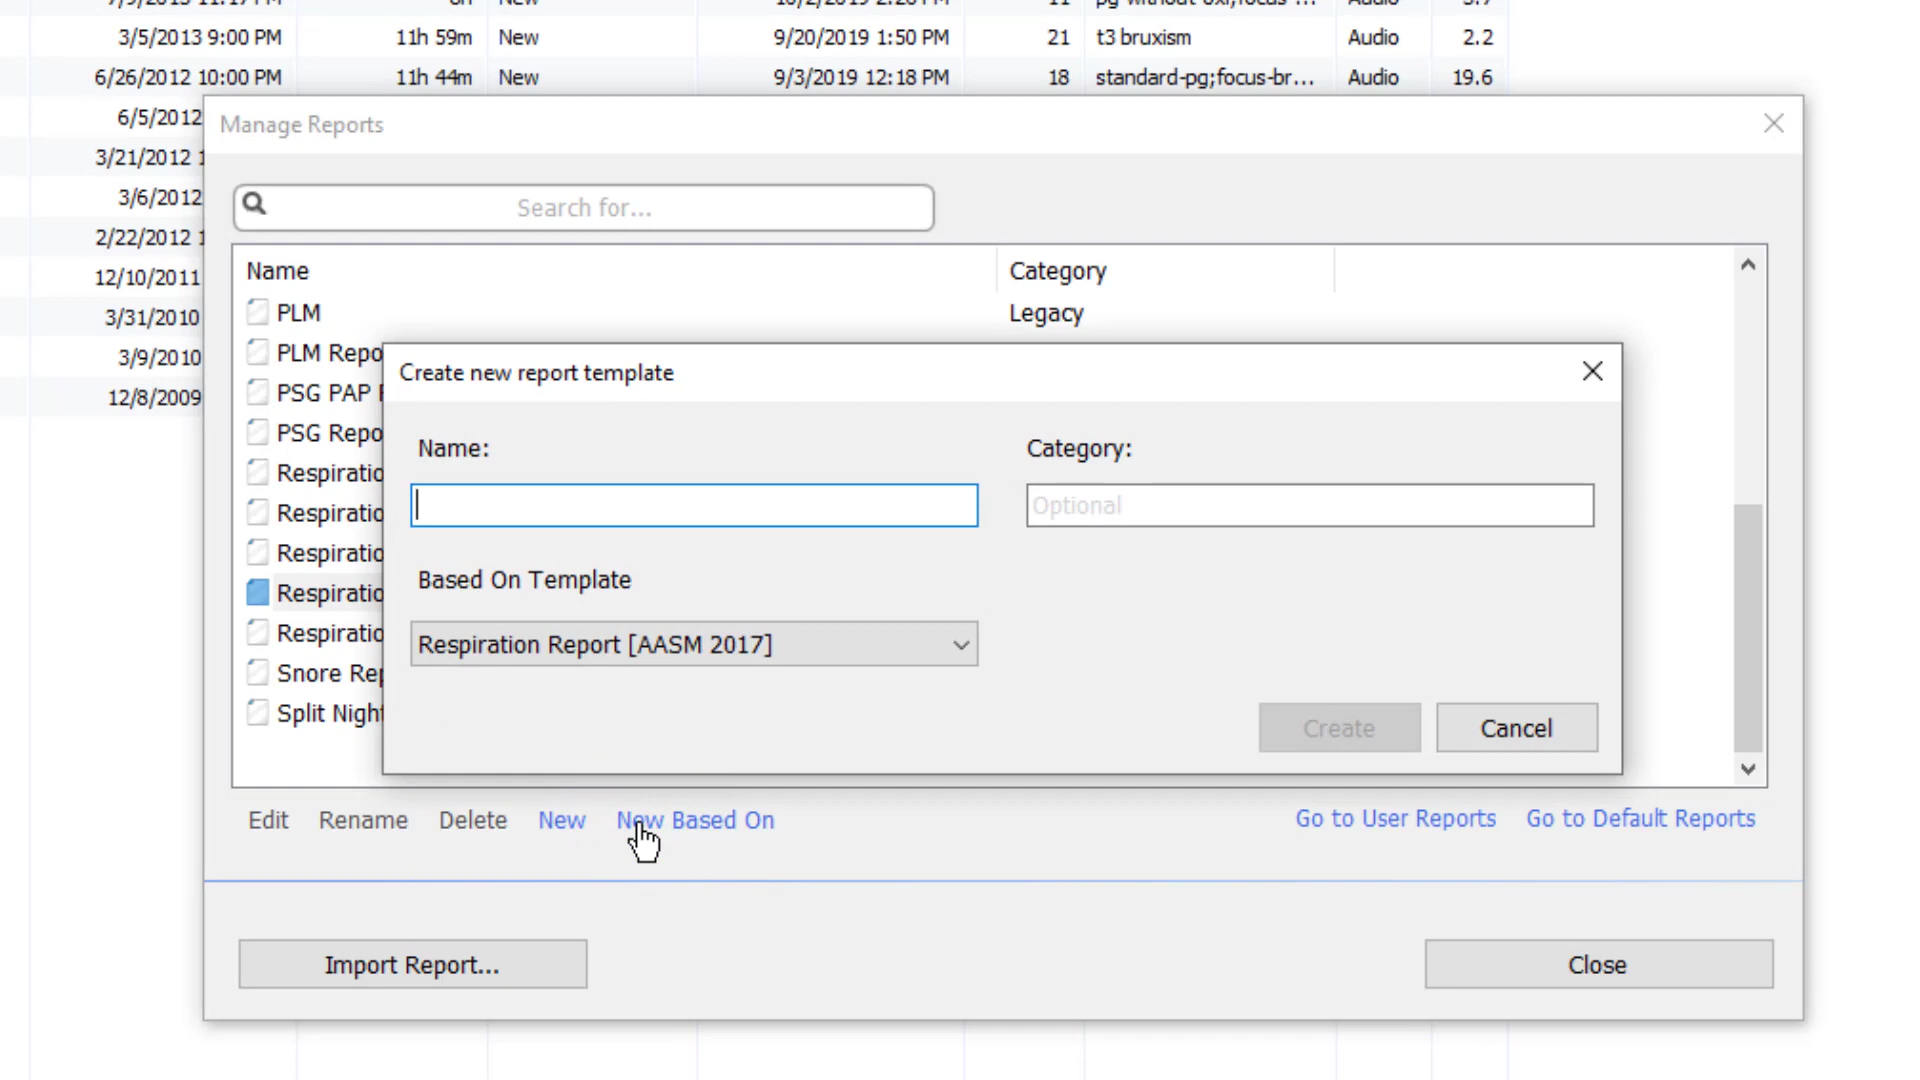 3/5/2013 9:00 PM 11h 59m New 9/20/2019 1:50 PM 21 t3 bruxism Audio 2.2
6/26/2012 10:00 PM 11h 44m New 9/3/2019 12:18 PM 18 standard-pg;focus-br... Audio 19.6
6/5/2012
3/21/2012 1
3/6/2012
2/22/2012 1
12/10/2011
3/31/2010
3/9/2010
12/8/2009
Manage Reports
Search for...
Name Category
PLM Legacy
PLM Repo
PSG PAP
PSG Repo
Respiratio
Respiratio
Respiratio
Respiratio
Respiratio
Snore Rep
Split Night
Create new report template
Name: Category:
Optional
Based On Template
Respiration Report [AASM 2017]
Create Cancel
Edit Rename Delete New New Based On Go to User Reports Go to Default Reports
Import Report... Close